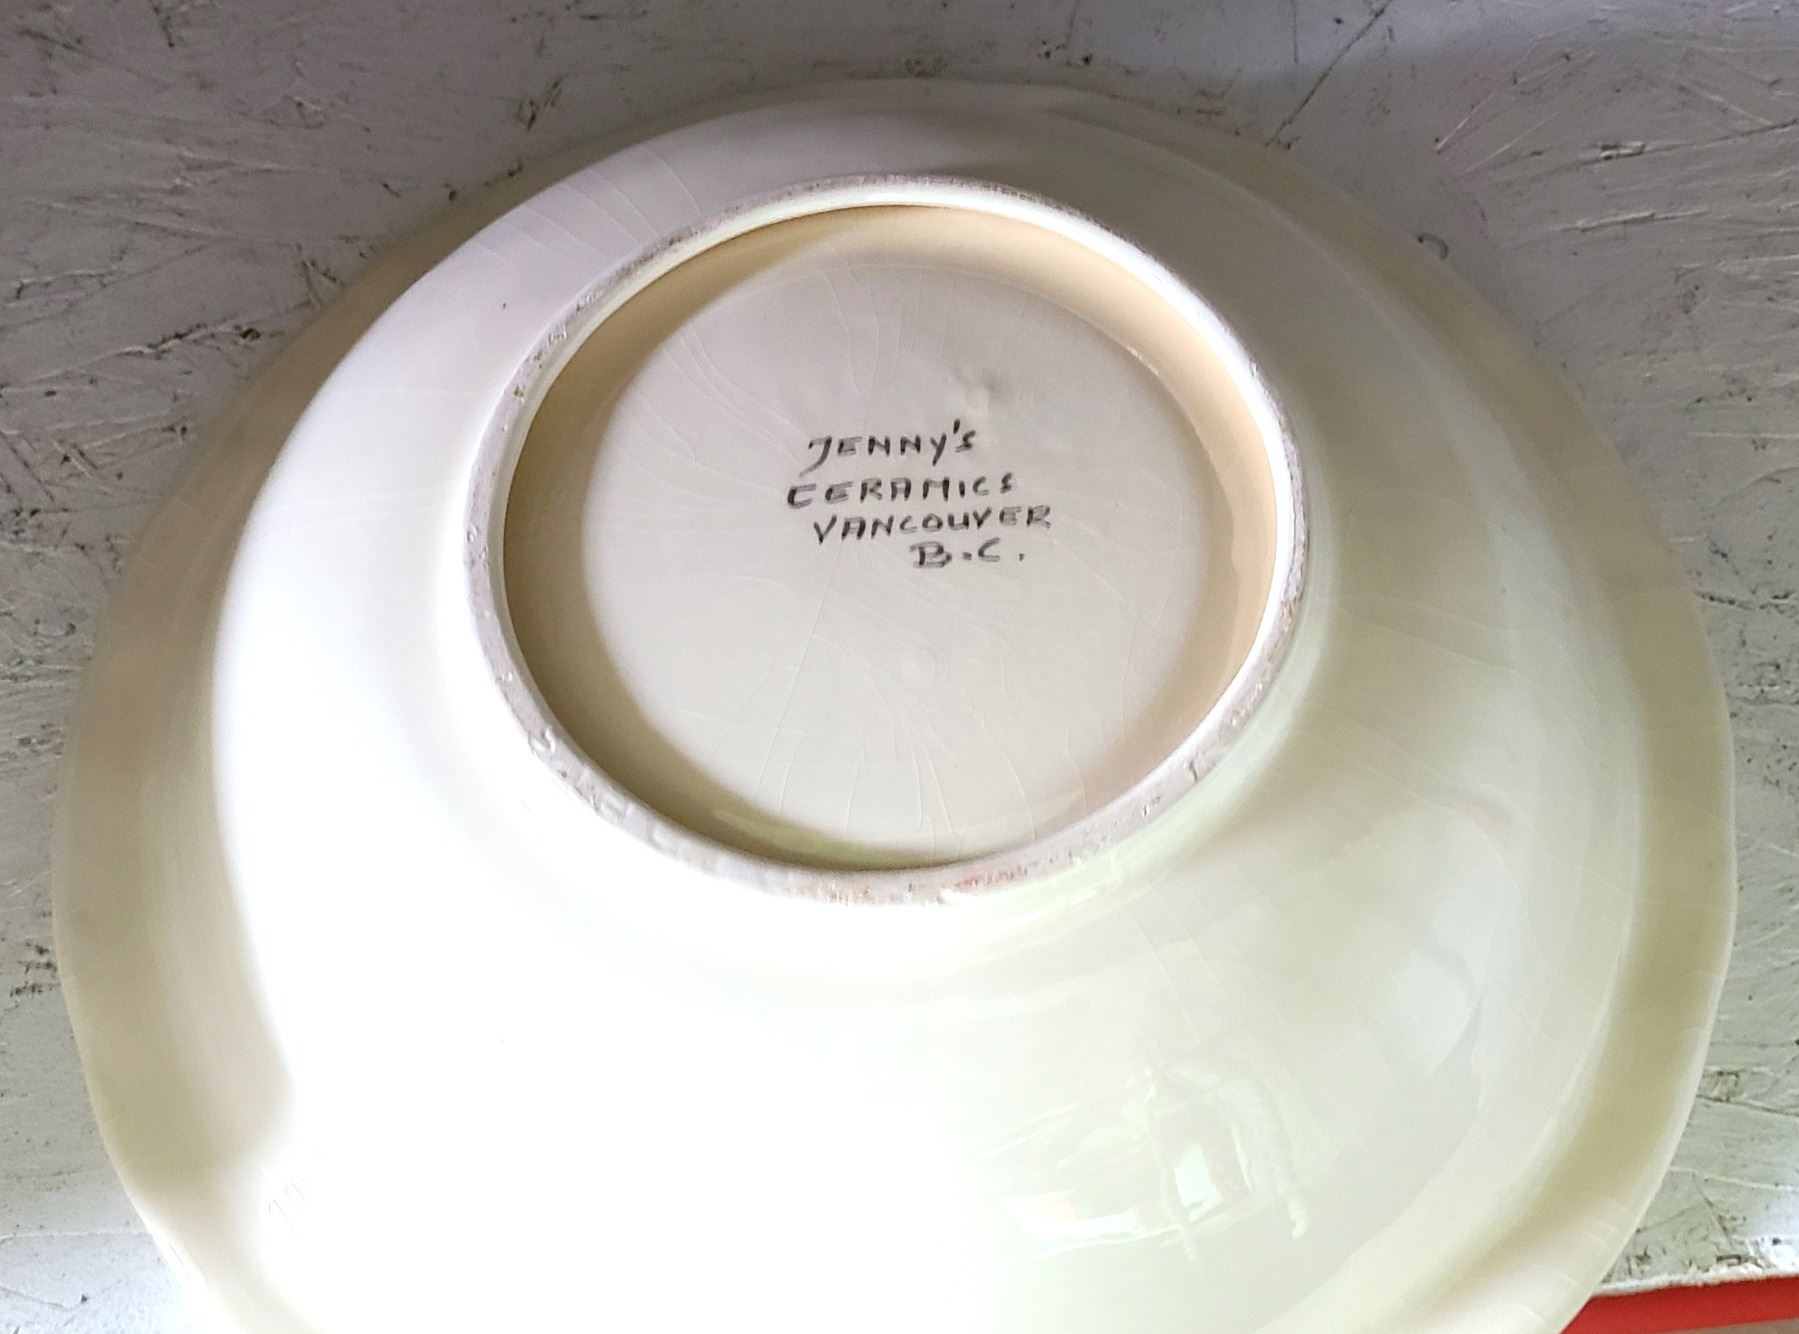 JENNY'S
CERAMICS
VANCOUVER
B.C.